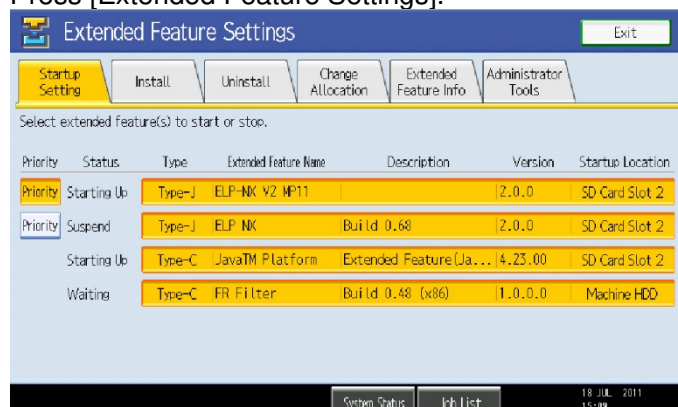 Press [Extended Feature Settings].
Extended Feature Settings
Exit
Startup Setting
Install
Uninstall
Change Allocation
Extended Feature Info
Administrator Tools
Select extended feature(s) to start or stop.
Priority Status Type Extended Feature Name Description Version Startup Location
Priority Starting Up Type-J ELP-NX V2 MP11 2.0.0 SD Card Slot 2
Priority Suspend Type-J ELP NX Build 0.68 2.0.0 SD Card Slot 2
Starting Up Type-C JavaTM Platform Extended Feature(Ja... 4.23.00 SD Card Slot 2
Waiting Type-C FR Filter Build 0.48 (x86) 1.0.0.0 Machine HDD
System Status Job List 18 JUL 2011
15:09